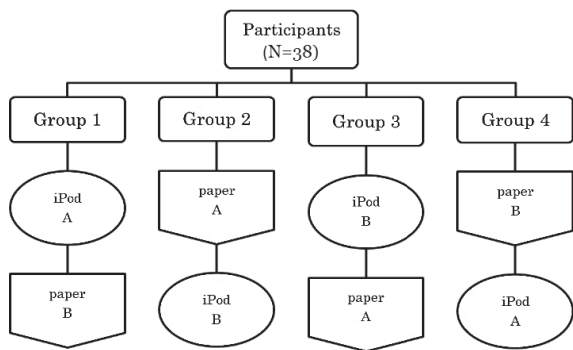 Participants
(N=38)
Group 1
Group 2
Group 3
Group 4
iPod
A
paper
A
iPod
B
paper
B
paper
B
iPod
B
paper
A
iPod
A